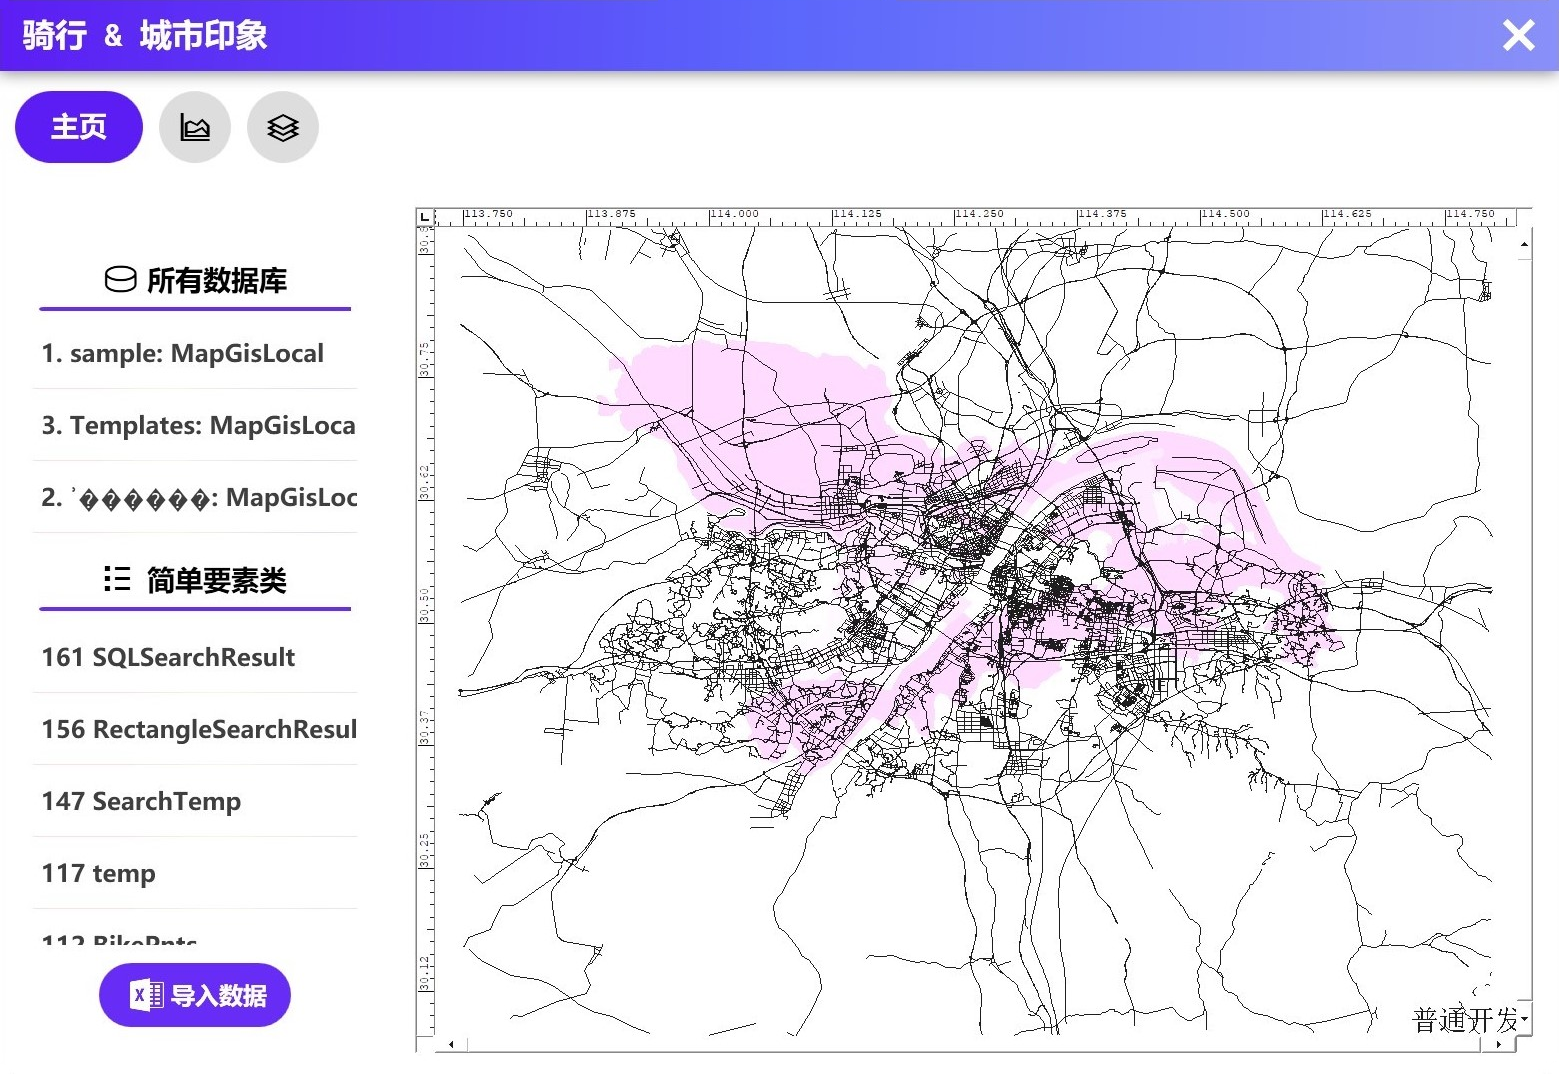 骑行 & 城市印象
主页
所有数据库
1. sample: MapGisLocal
3. Templates: MapGisLoca
2. ʾ������: MapGisLoc
简单要素类
161 SQLSearchResult
156 RectangleSearchResul
147 SearchTemp
117 temp
112 BikePnts
导入数据
113.750 113.875 114.000 114.125 114.250 114.375 114.500 114.625 114.750
30.75
30.62
30.50
30.37
30.25
30.12
普通开发